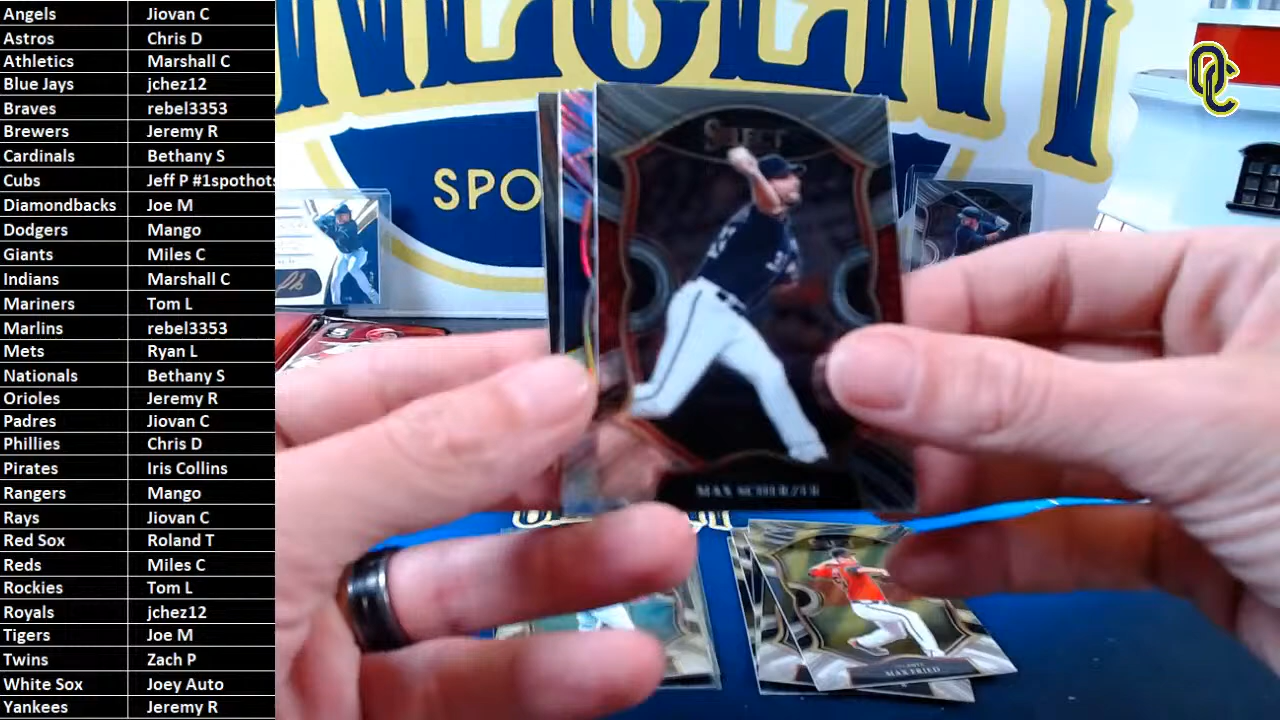 Angels Jiovan C
Astros Chris D
Athletics Marshall C
Blue Jays jchez12
Braves rebel3353
Brewers Jeremy R
Cardinals Bethany S
Cubs Jeff P #1spothots
Diamondbacks Joe M
Dodgers Mango
Giants Miles C
Indians Marshall C
Mariners Tom L
Marlins rebel3353
Mets Ryan L
Nationals Bethany S
Orioles Jeremy R
Padres Jiovan C
Phillies Chris D
Pirates Iris Collins
Rangers Mango
Rays Jiovan C
Red Sox Roland T
Reds Miles C
Rockies Tom L
Royals jchez12
Tigers Joe M
Twins Zach P
White Sox Joey Auto
Yankees Jeremy R
SPO
OC
SELECT
MAX SCHERZER
MAX FRIED